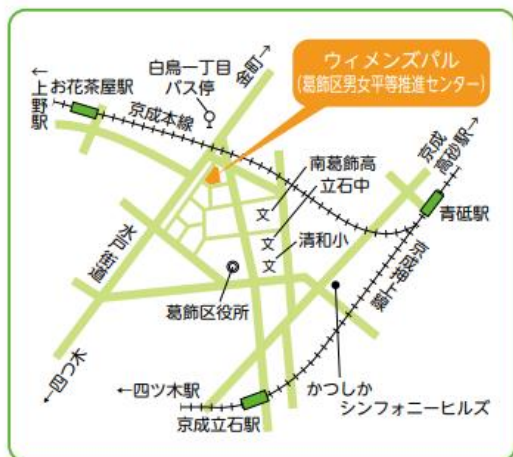 ウィメンズパル
(葛飾区男女平等推進センター)
白鳥一丁目
バス停
金町→
お花茶屋駅
←上野駅
京成本線
京成高砂駅→
南葛飾高
立石中
文
文
清和小
文
青砥駅
水戸街道
京成押上線
葛飾区役所
←四つ木
←四ツ木駅
かつしか
シンフォニーヒルズ
京成立石駅